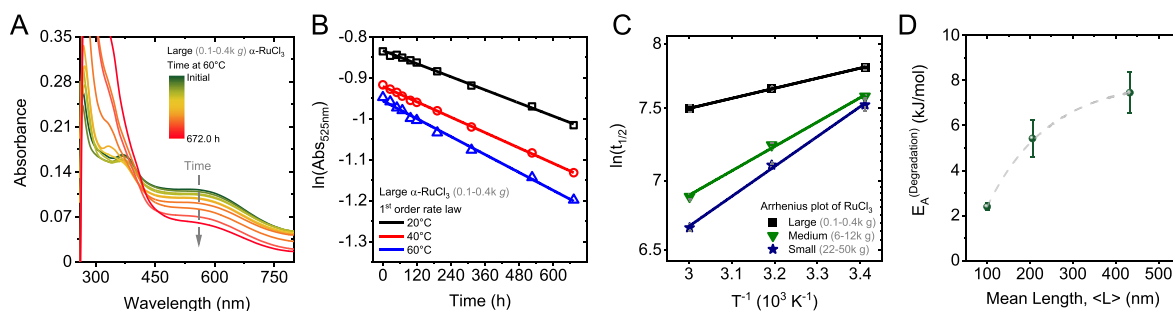 A
Large (0.1-0.4k g) α-RuCl3
Time at 60°C
Initial
672.0 h
Time
0.35
0.28
0.21
0.14
0.07
0
300
450
600
750
Absorbance
Wavelength (nm)
B
-0.8
-0.9
-1
-1.1
-1.2
-1.3
0
120
240
360
480
600
ln(Abs525nm)
Large α-RuCl3 (0.1-0.4k g)
1st order rate law
20°C
40°C
60°C
Time (h)
C
8
7.5
7
6.5
3
3.1
3.2
3.3
3.4
ln(t1/2)
Arrhenius plot of RuCl3
Large (0.1-0.4k g)
Medium (6-12k g)
Small (22-50k g)
T-1 (103 K-1)
D
10
8
6
4
2
0
100
200
300
400
500
EA(Degradation) (kJ/mol)
Mean Length, <L> (nm)